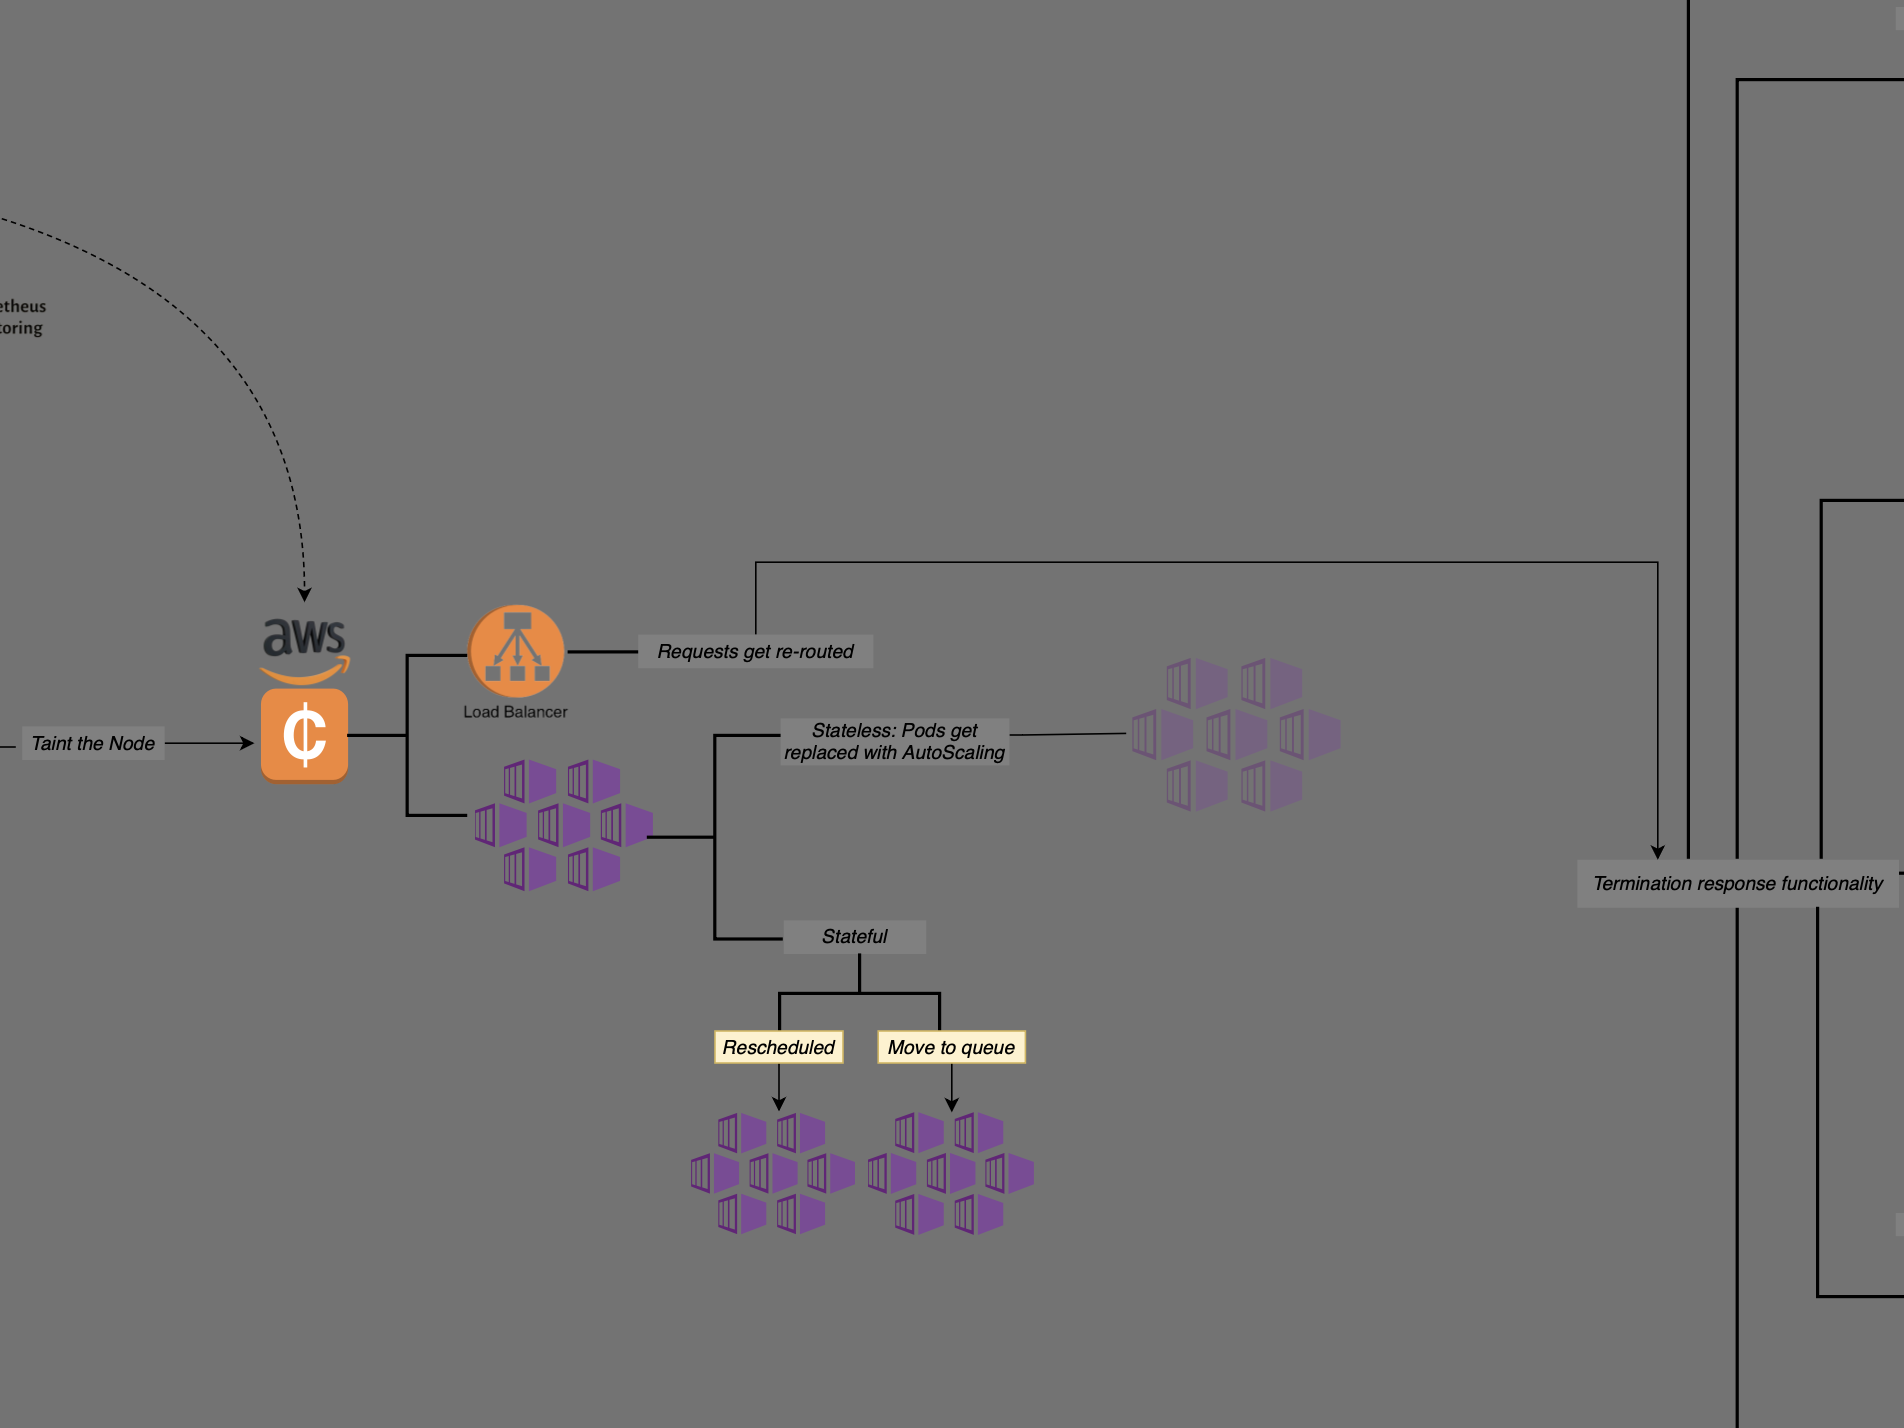 etheus
toring
aws
¢
Load Balancer
Requests get re-routed
Taint the Node
Stateless: Pods get
replaced with AutoScaling
Termination response functionality
Stateful
Rescheduled
Move to queue